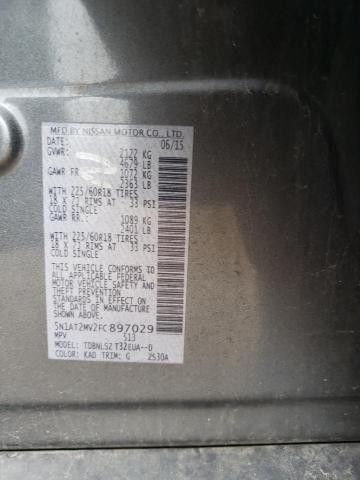 MFD BY NISSAN MOTOR CO., LTD.
DATE: 06/15
GVWR: 2122 KG
4679 LB
GAWR FR. 1072 KG
2363 LB
WITH 225/60R18 TIRES
18 X 7J RIMS AT 33 PSI
COLD SINGLE
GAWR RR. 1089 KG
2401 LB
WITH 225/60R18 TIRES
18 X 7J RIMS AT 33 PSI
COLD SINGLE
THIS VEHICLE CONFORMS TO ALL APPLICABLE
FEDERAL MOTOR VEHICLE SAFETY AND
BUMPER STANDARDS IN EFFECT ON THE DATE
OF MANUFACTURE SHOWN ABOVE.
5N1AT2MV2FC897029
MPV 513
MODEL: TDBNLSZ T32EUA--D
COLOR: KAD TRIM: G 2530A